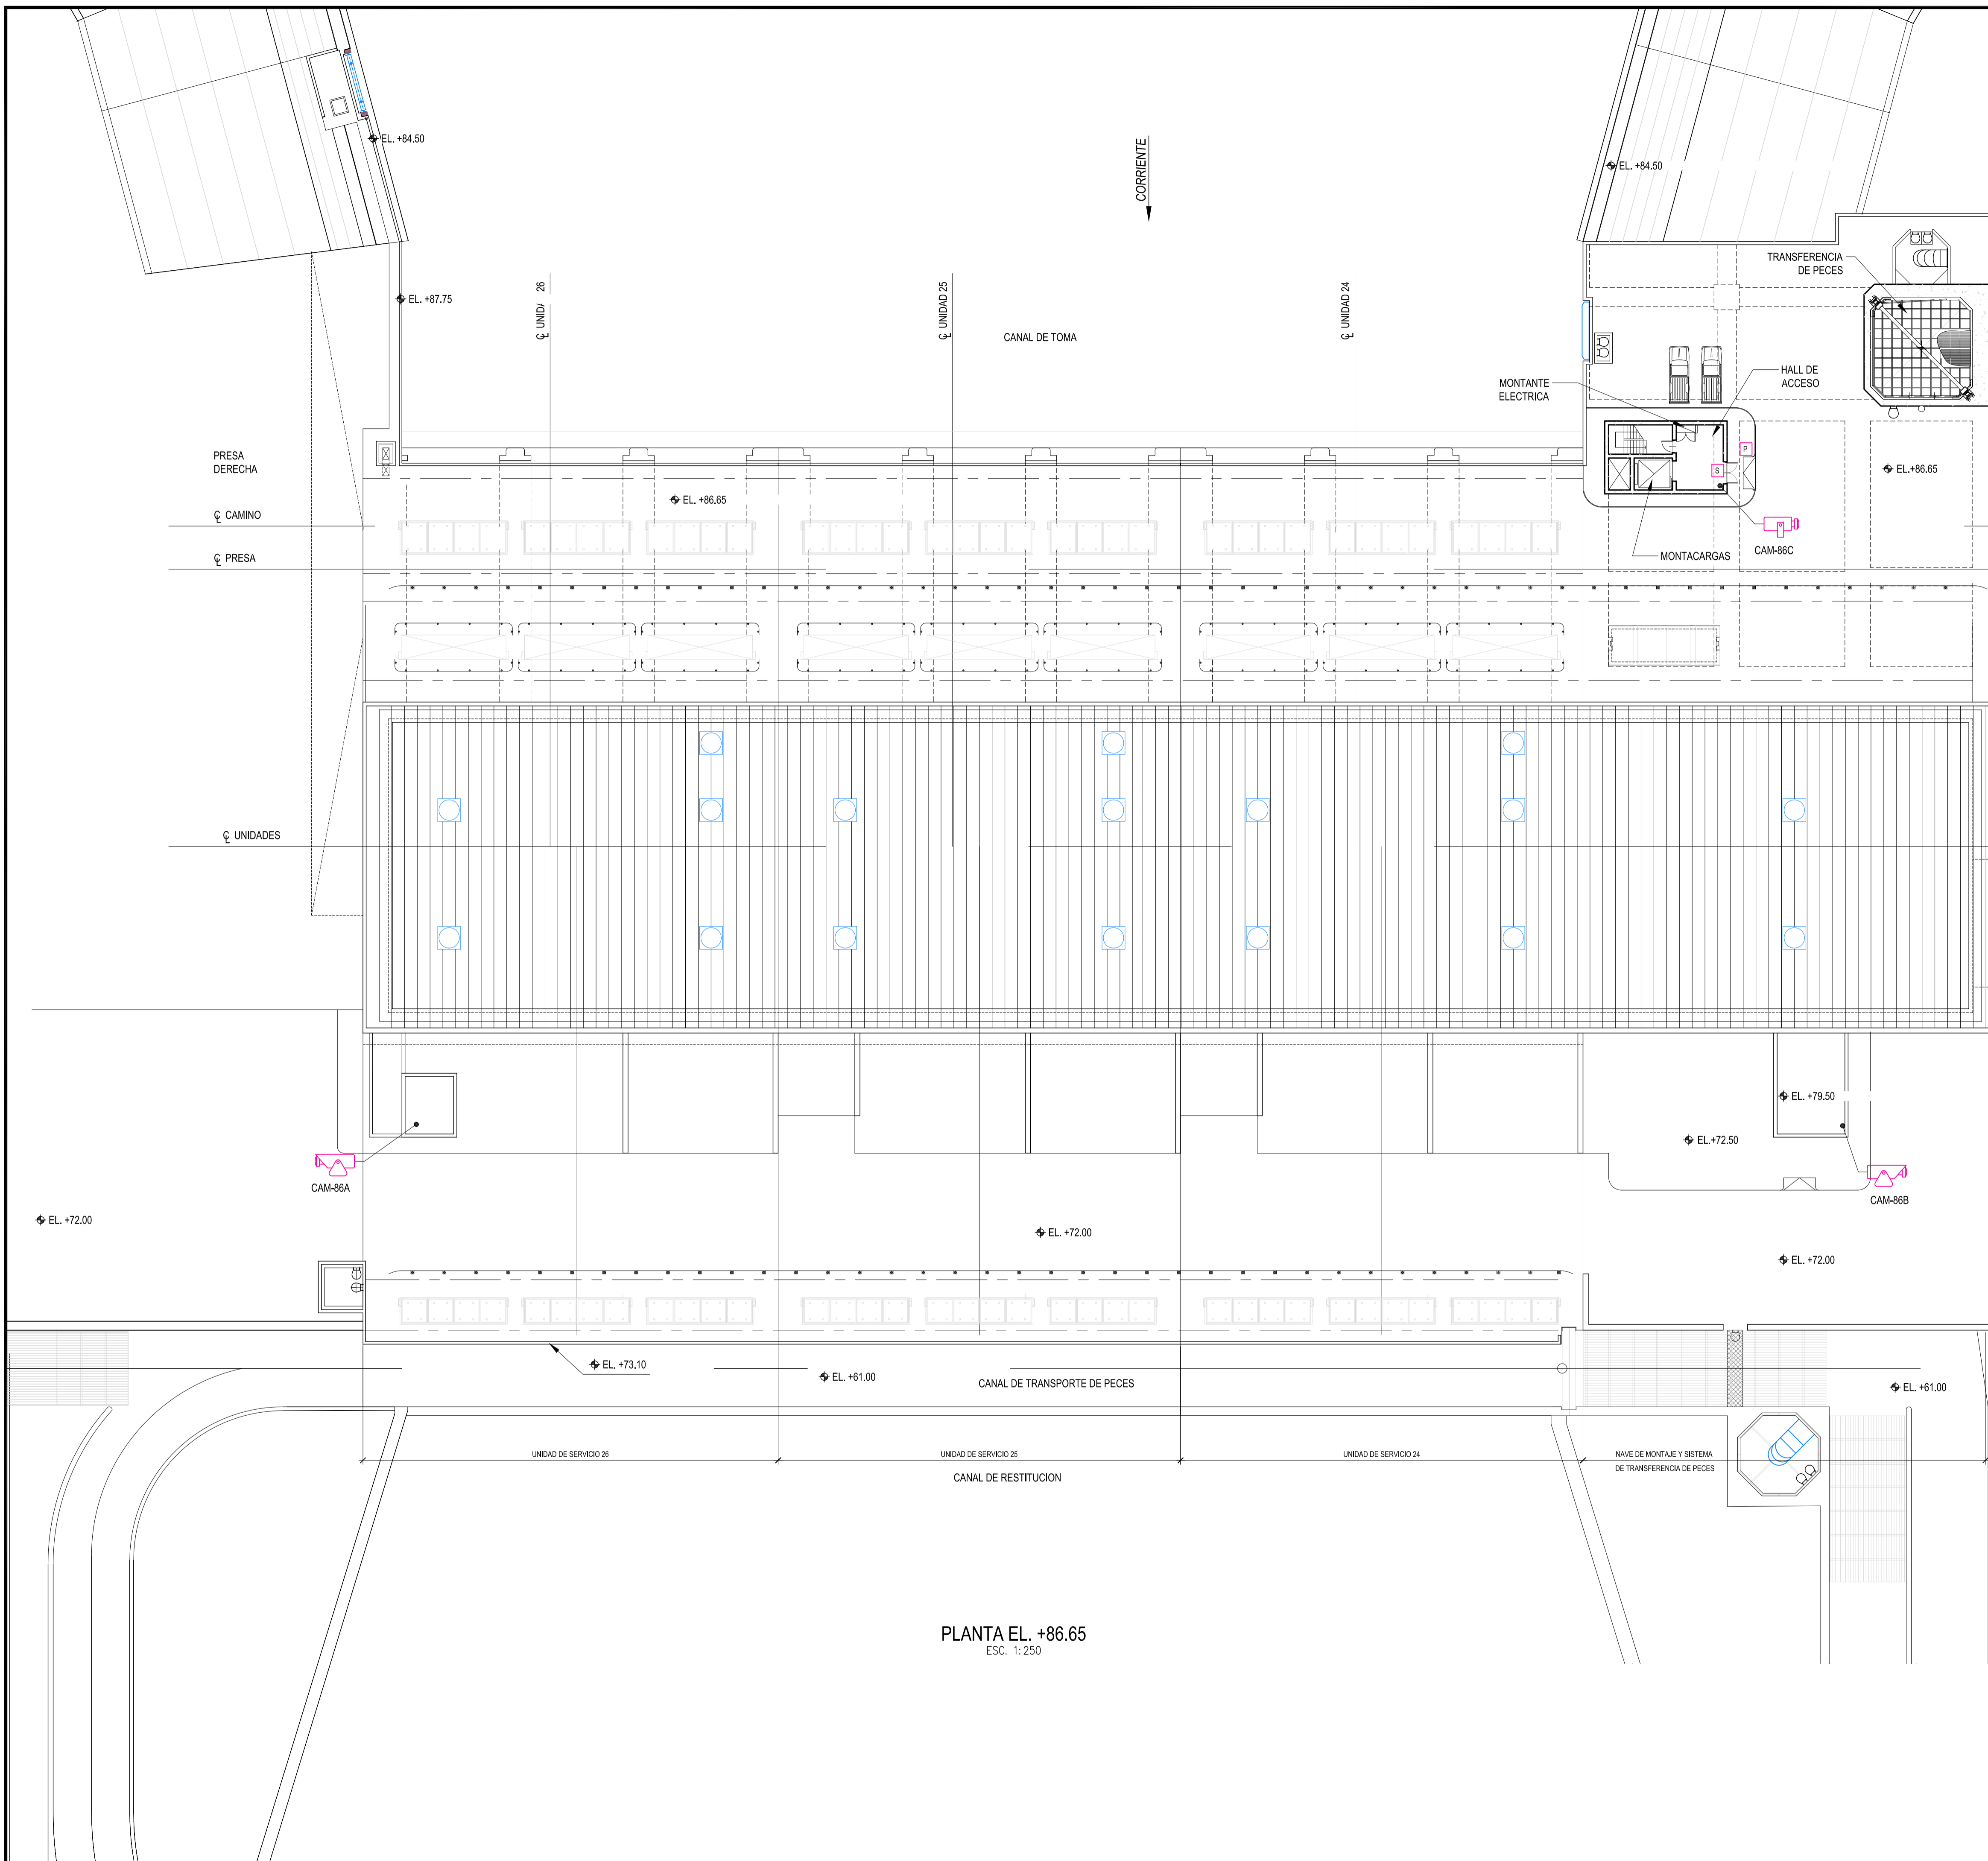 EL. +84.50
CORRIENTE
EL. +84.50
TRANSFERENCIA
DE PECES
EL. +87.75
℄ UNIDA 26
℄ UNIDAD 25
℄ UNIDAD 24
CANAL DE TOMA
HALL DE
ACCESO
MONTANTE
ELECTRICA
PRESA
DERECHA
P
S
EL.+86.65
EL. +86.65
℄ CAMINO
CAM-86C
℄ PRESA
MONTACARGAS
℄ UNIDADES
EL. +79.50
EL.+72.50
CAM-86A
CAM-86B
EL. +72.00
EL. +72.00
EL. +72.00
EL. +73.10
EL. +61.00
CANAL DE TRANSPORTE DE PECES
EL. +61.00
UNIDAD DE SERVICIO 26
UNIDAD DE SERVICIO 25
UNIDAD DE SERVICIO 24
NAVE DE MONTAJE Y SISTEMA
DE TRANSFERENCIA DE PECES
CANAL DE RESTITUCION
PLANTA EL. +86.65
ESC. 1:250